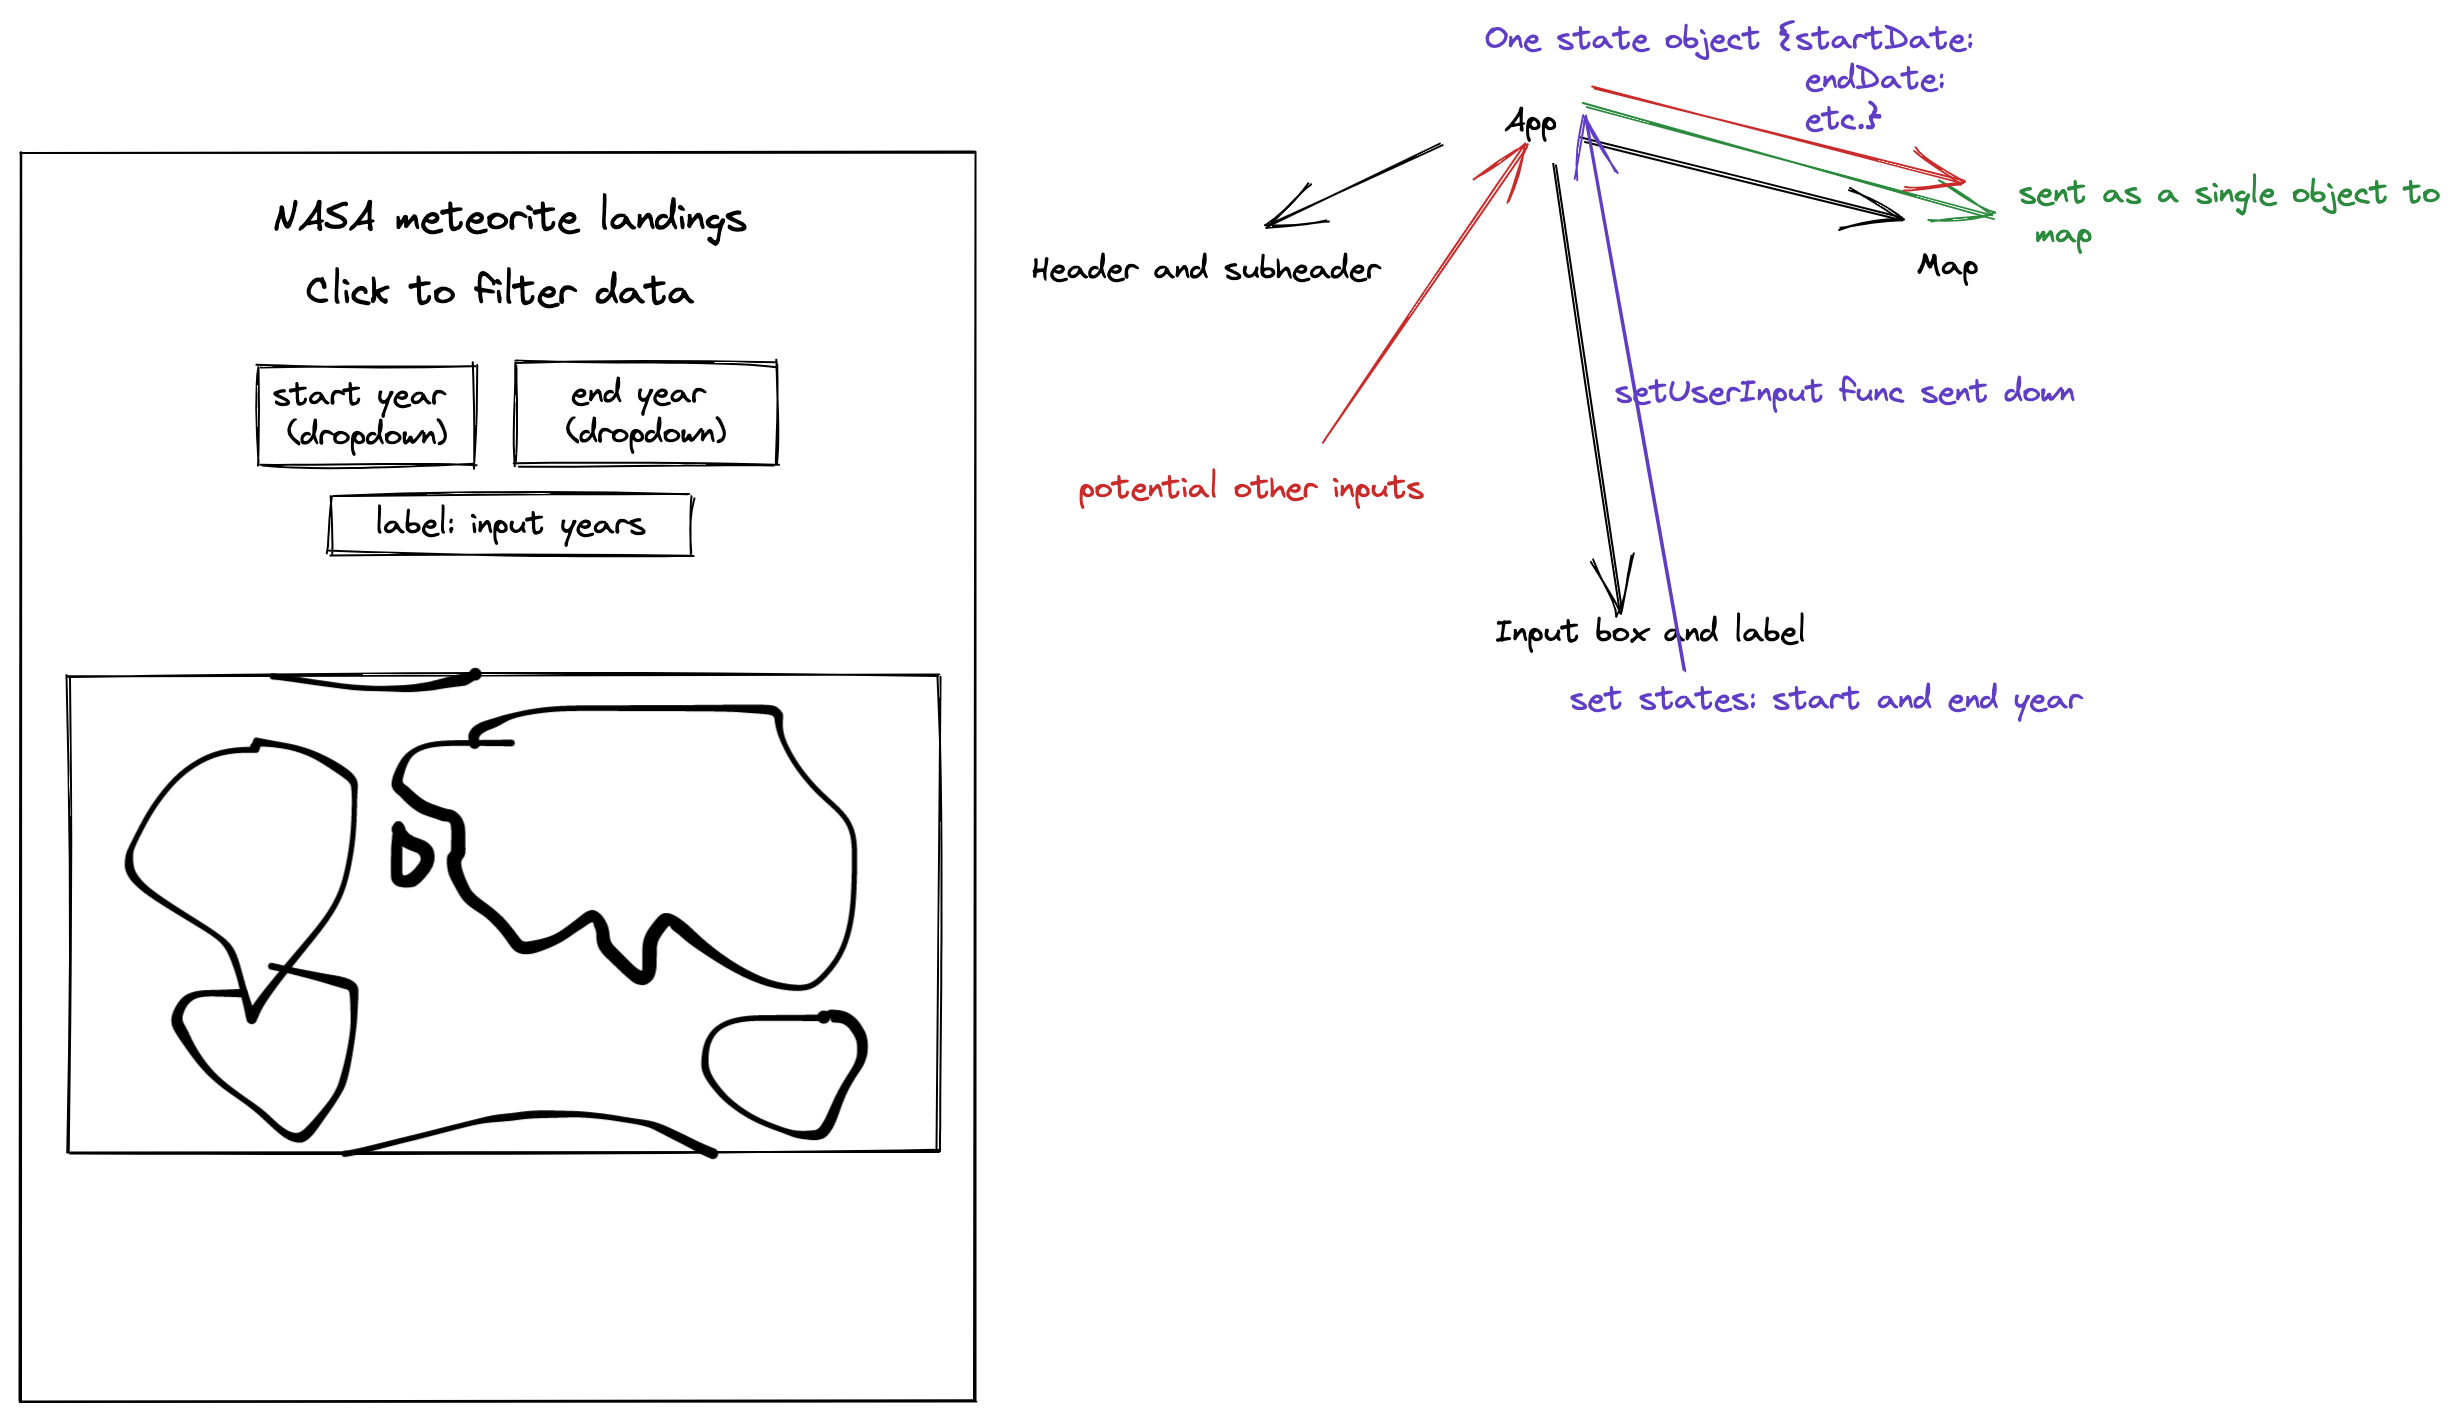 NASA meteorite landings
Click to filter data
start year
(dropdown)
end year
(dropdown)
label: input years
One state object {startDate:
endDate:
etc.}
App
sent as a single object to
map
Header and subheader
Map
setUserInput func sent down
potential other inputs
Input box and label
set states: start and end year